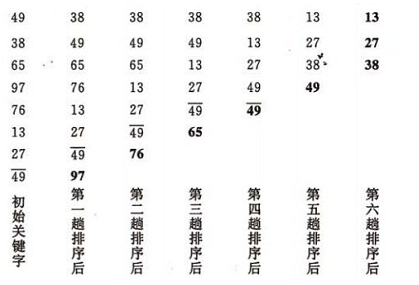 49 38 38 38 38 13 13
38 49 49 49 13 27 27
65 65 65 13 27 38 38
97 76 13 27 49 49
76 13 27 49 49
13 27 49 65
27 49 76
49 97
初始关键字
第一趟排序后
第二趟排序后
第三趟排序后
第四趟排序后
第五趟排序后
第六趟排序后